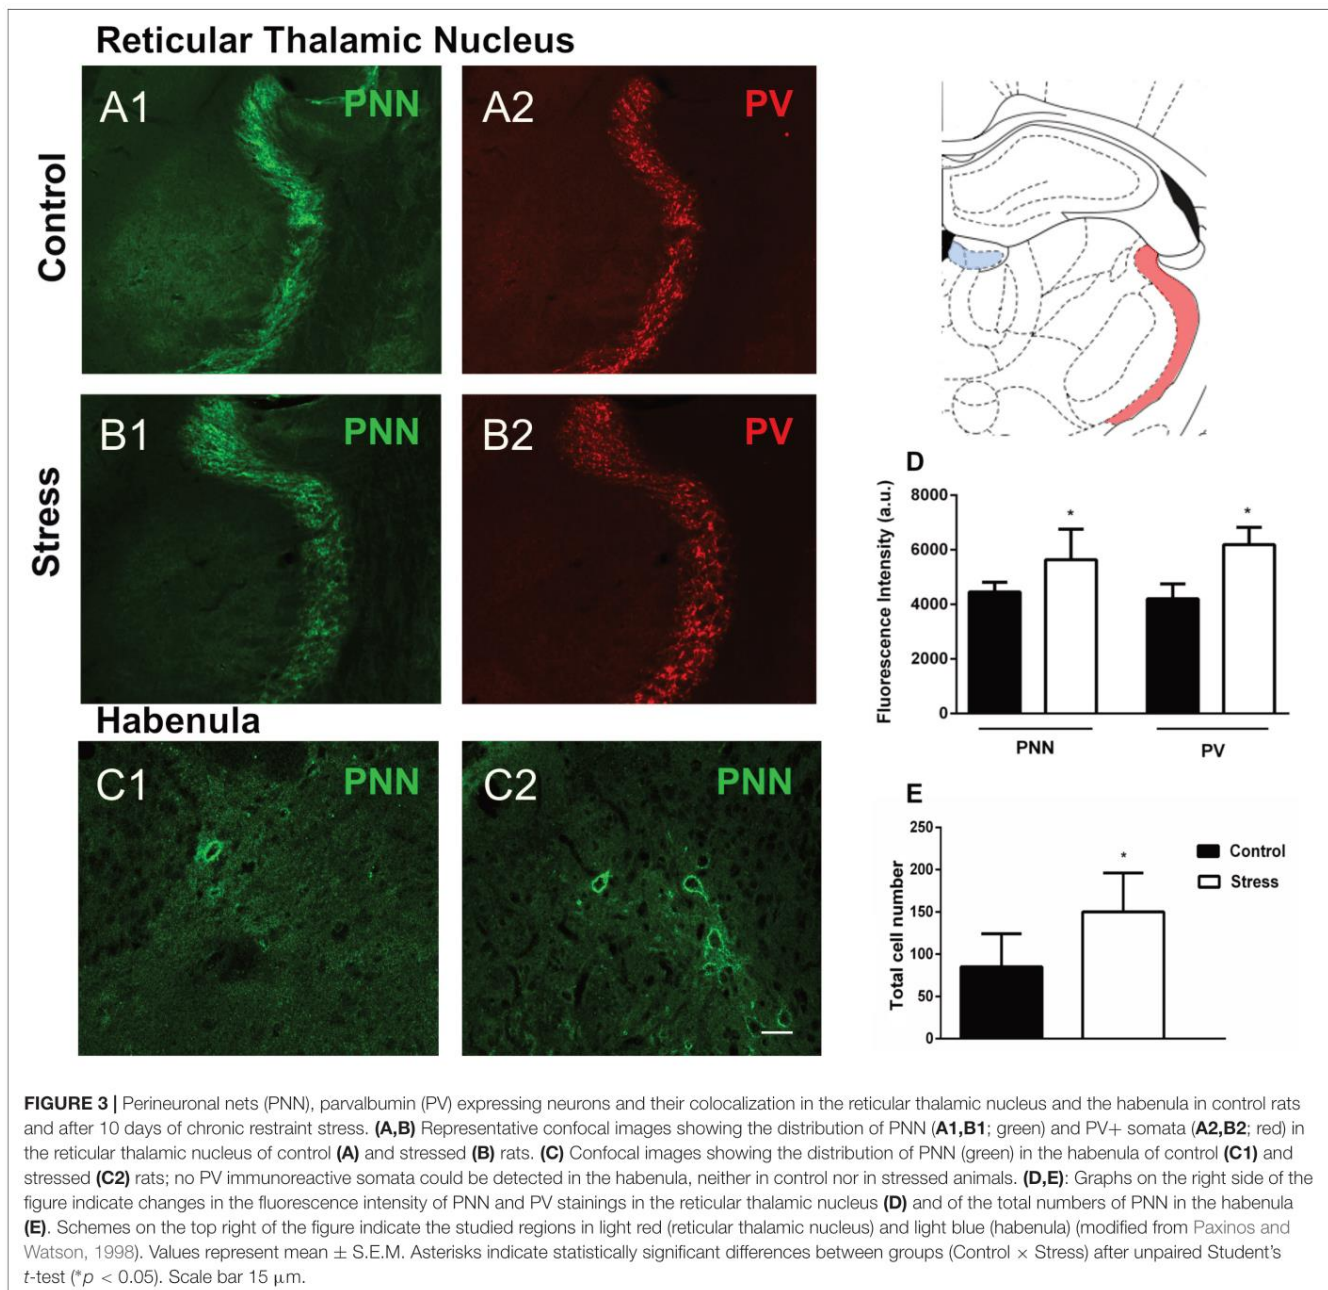 Reticular Thalamic Nucleus
Control
A1
PNN
A2
PV
Stress
B1
PNN
B2
PV
Habenula
C1
PNN
C2
PNN
D
Fluorescence Intensity (a.u.)
8000
6000
4000
2000
0
*
*
PNN
PV
E
Total cell number
250
200
150
100
50
0
*
Control
Stress
FIGURE 3 | Perineuronal nets (PNN), parvalbumin (PV) expressing neurons and their colocalization in the reticular thalamic nucleus and the habenula in control rats
and after 10 days of chronic restraint stress. (A,B) Representative confocal images showing the distribution of PNN (A1,B1; green) and PV+ somata (A2,B2; red) in
the reticular thalamic nucleus of control (A) and stressed (B) rats. (C) Confocal images showing the distribution of PNN (green) in the habenula of control (C1) and
stressed (C2) rats; no PV immunoreactive somata could be detected in the habenula, neither in control nor in stressed animals. (D,E): Graphs on the right side of the
figure indicate changes in the fluorescence intensity of PNN and PV stainings in the reticular thalamic nucleus (D) and of the total numbers of PNN in the habenula
(E). Schemes on the top right of the figure indicate the studied regions in light red (reticular thalamic nucleus) and light blue (habenula) (modified from Paxinos and
Watson, 1998). Values represent mean ± S.E.M. Asterisks indicate statistically significant differences between groups (Control × Stress) after unpaired Student's
t-test (*p < 0.05). Scale bar 15 μm.